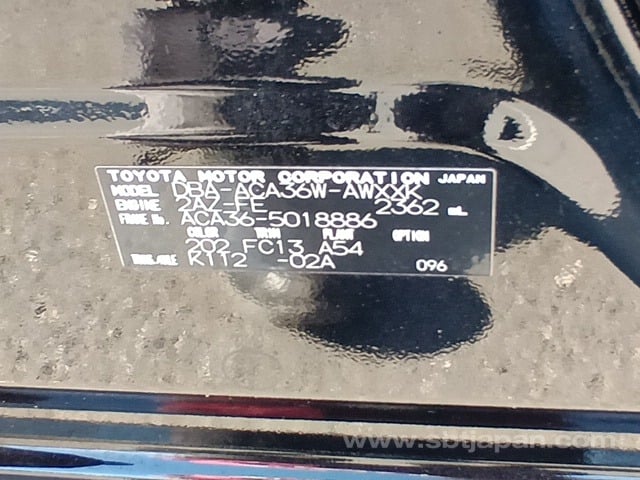 TOYOTA MOTOR CORPORATION JAPAN
MODEL DBA-ACA36W-AWXXK
ENGINE 2AZ-FE 2362 mL
FRAME No. ACA36-5018886
COLOR TRIM PLANT OPTION
202 FC13 A54
TRANS./AXLE K112 -02A 096
www.sbtjapan.com